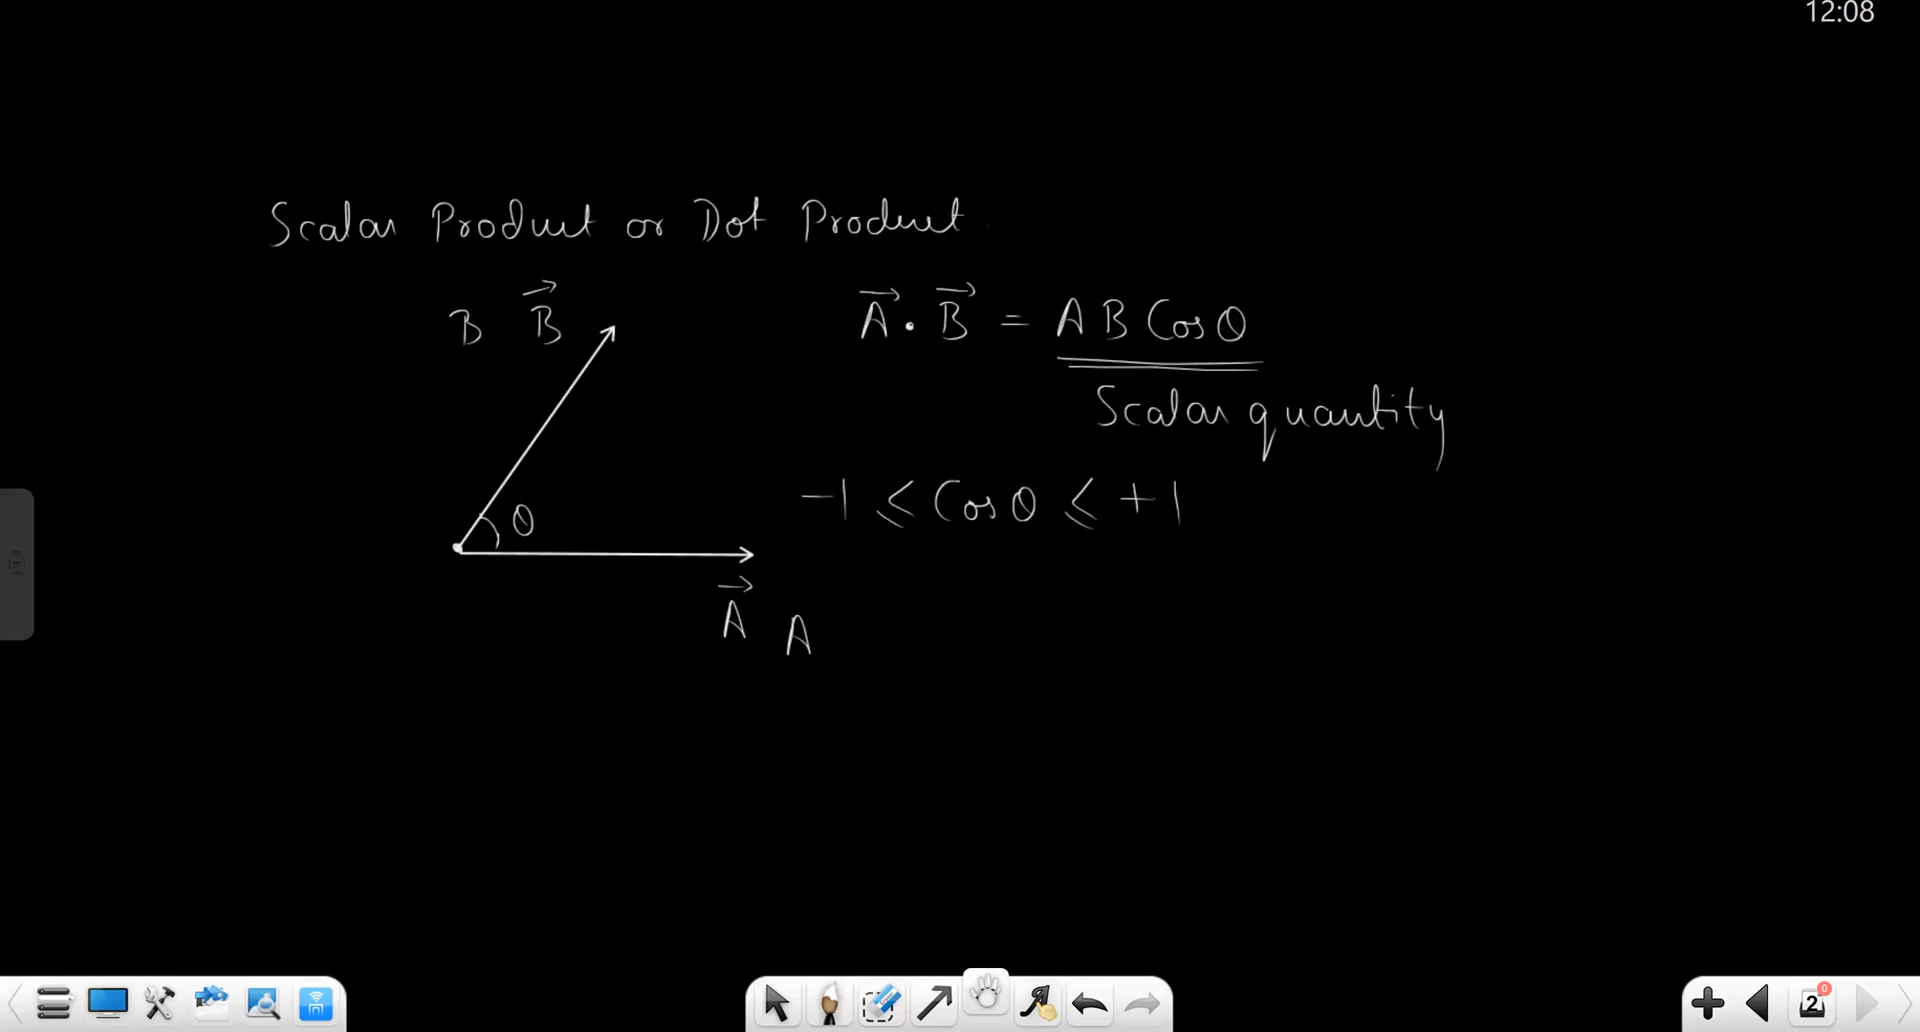 12:08
Scalar Product or Dot Product.
B B⃗
A⃗ . B⃗ = A B Cos θ
Scalar quantity
-1 ≤ Cos θ ≤ +1
θ
A⃗ A
2 0